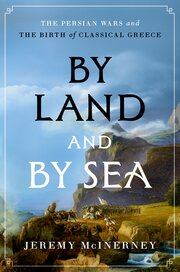 THE PERSIAN WARS and
THE BIRTH OF CLASSICAL GREECE
BY
LAND
AND
BY SEA
JEREMY McINERNEY